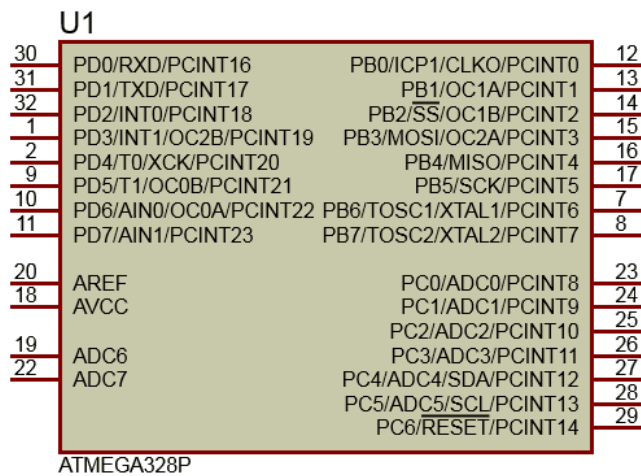 U1
30 PD0/RXD/PCINT16 PB0/ICP1/CLKO/PCINT0 12
31 PD1/TXD/PCINT17 PB1/OC1A/PCINT1 13
32 PD2/INT0/PCINT18 PB2/SS/OC1B/PCINT2 14
1 PD3/INT1/OC2B/PCINT19 PB3/MOSI/OC2A/PCINT3 15
2 PD4/T0/XCK/PCINT20 PB4/MISO/PCINT4 16
9 PD5/T1/OC0B/PCINT21 PB5/SCK/PCINT5 17
10 PD6/AIN0/OC0A/PCINT22 PB6/TOSC1/XTAL1/PCINT6 7
11 PD7/AIN1/PCINT23 PB7/TOSC2/XTAL2/PCINT7 8
20 AREF PC0/ADC0/PCINT8 23
18 AVCC PC1/ADC1/PCINT9 24
PC2/ADC2/PCINT10 25
19 ADC6 PC3/ADC3/PCINT11 26
22 ADC7 PC4/ADC4/SDA/PCINT12 27
PC5/ADC5/SCL/PCINT13 28
PC6/RESET/PCINT14 29
ATMEGA328P